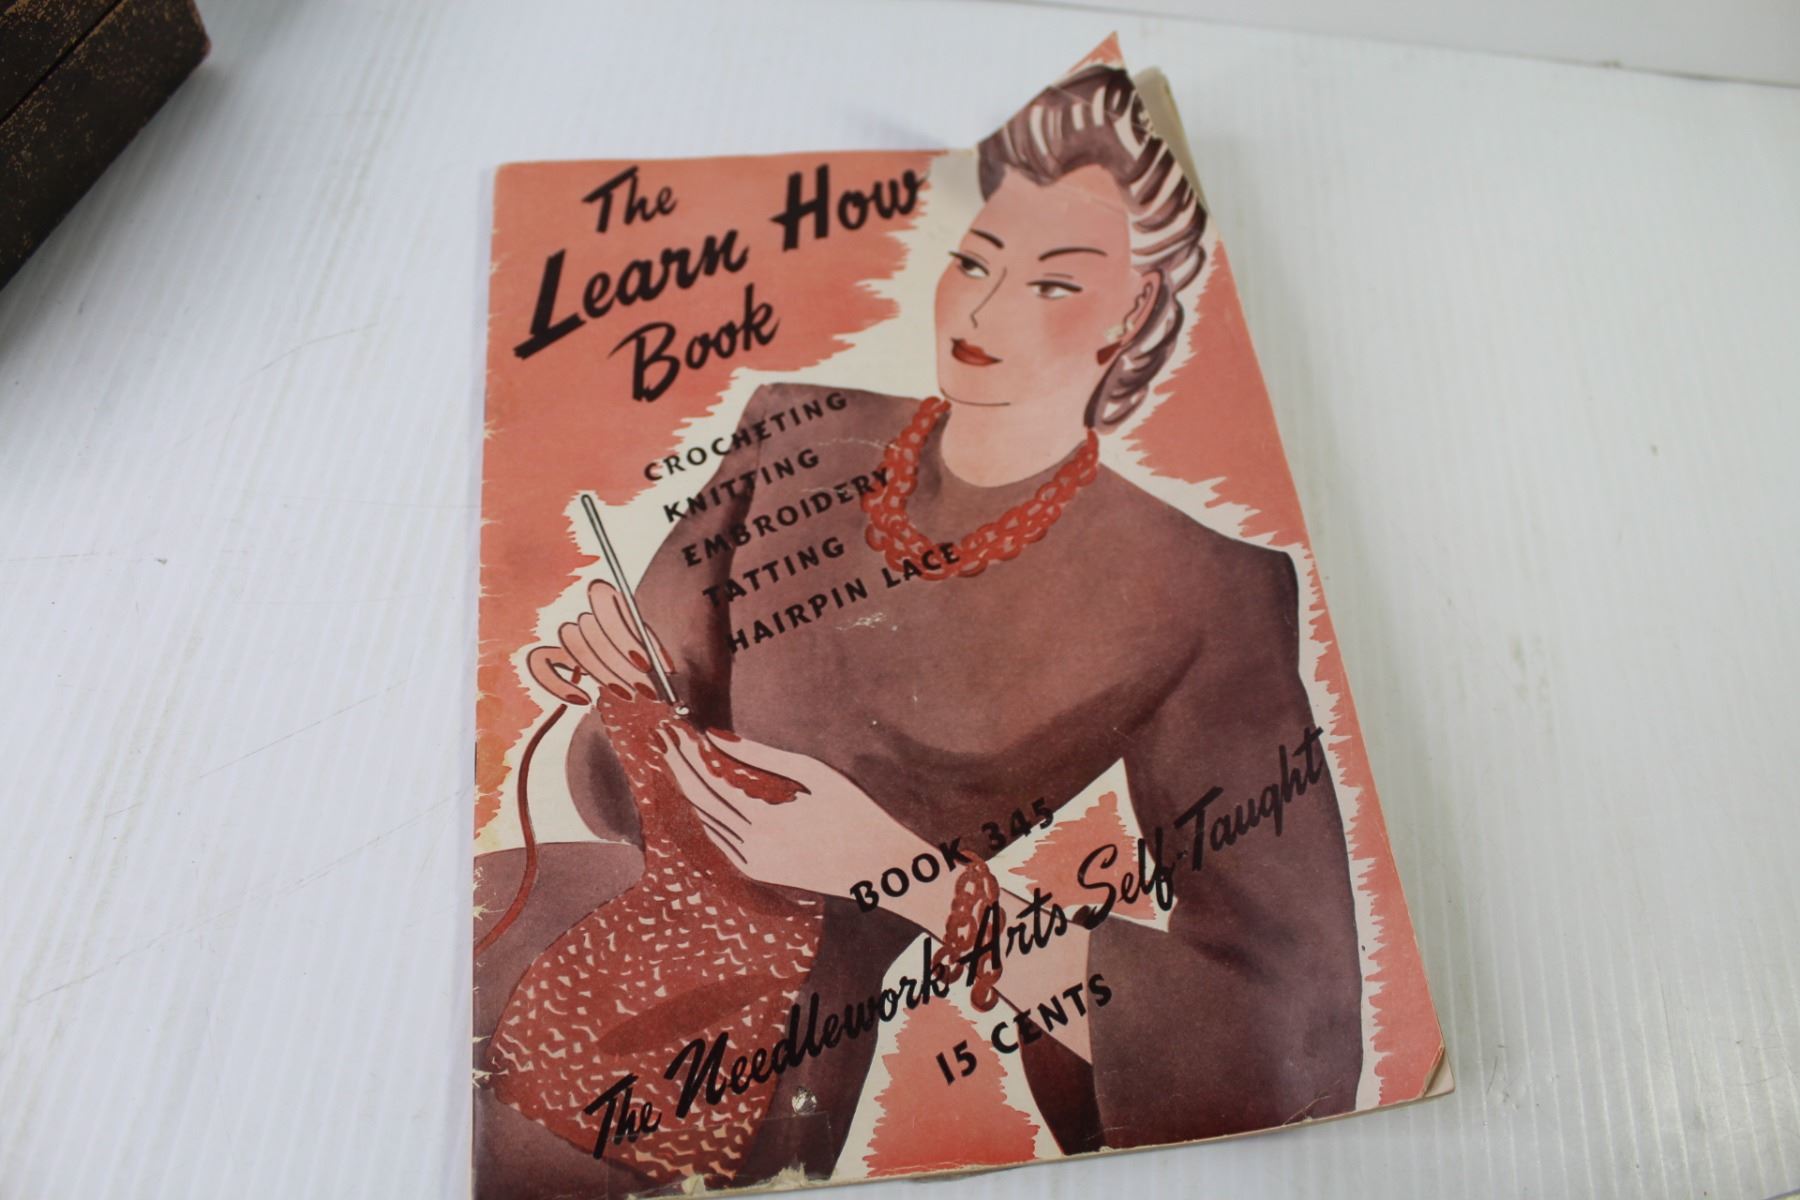 The
Learn How
Book
CROCHETING
KNITTING
EMBROIDERY
TATTING
HAIRPIN LACE
BOOK 345
The Needlework Arts Self-Taught
15 CENTS